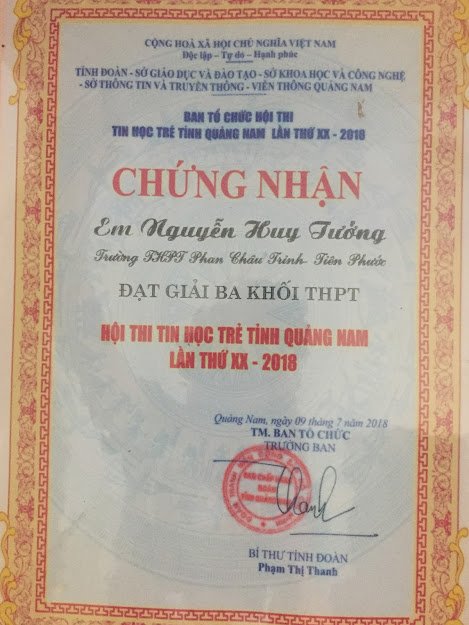 CỘNG HOÀ XÃ HỘI CHỦ NGHĨA VIỆT NAM
Độc lập - Tự do - Hạnh phúc
TỈNH ĐOÀN - SỞ GIÁO DỤC VÀ ĐÀO TẠO - SỞ KHOA HỌC VÀ CÔNG NGHỆ
- SỞ THÔNG TIN VÀ TRUYỀN THÔNG - VIỄN THÔNG QUẢNG NAM
BAN TỔ CHỨC HỘI THI
TIN HỌC TRẺ TỈNH QUẢNG NAM LẦN THỨ XX - 2018
CHỨNG NHẬN
Em Nguyễn Huy Tưởng
Trường THPT Phan Châu Trinh- Tiên Phước
ĐẠT GIẢI BA KHỐI THPT
HỘI THI TIN HỌC TRẺ TỈNH QUẢNG NAM
LẦN THỨ XX - 2018
Quảng Nam, ngày 09 tháng 7 năm 2018
TM. BAN TỔ CHỨC
TRƯỞNG BAN
BÍ THƯ TỈNH ĐOÀN
Phạm Thị Thanh